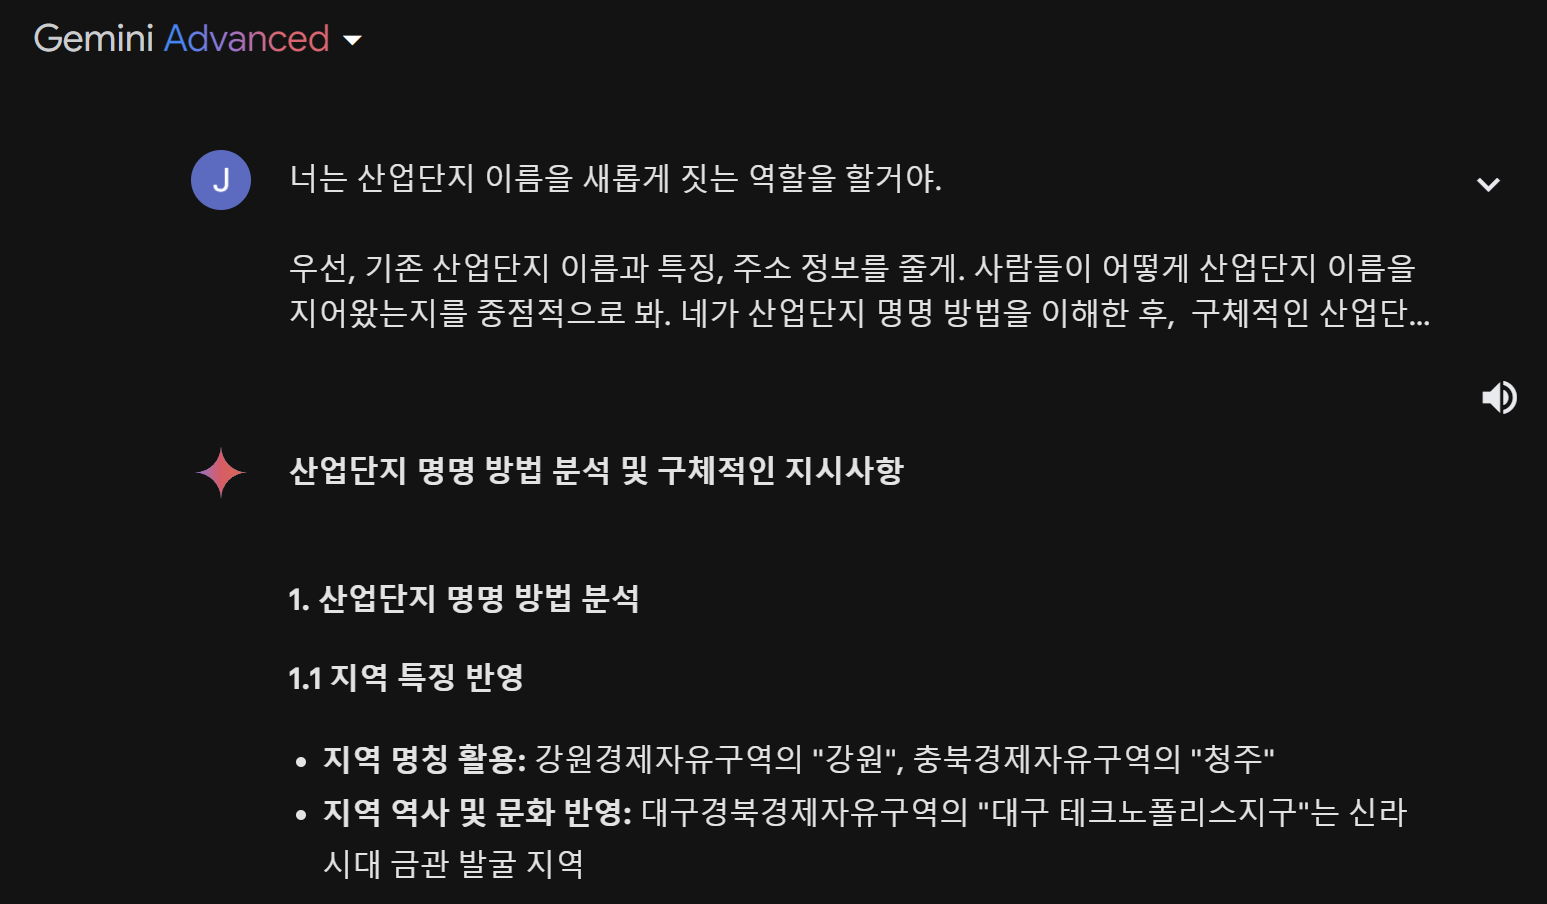 Gemini Advanced
J
너는 산업단지 이름을 새롭게 짓는 역할을 할거야.
우선, 기존 산업단지 이름과 특징, 주소 정보를 줄게. 사람들이 어떻게 산업단지 이름을
지어왔는지를 중점적으로 봐. 네가 산업단지 명명 방법을 이해한 후, 구체적인 산업단...
산업단지 명명 방법 분석 및 구체적인 지시사항
1. 산업단지 명명 방법 분석
1.1 지역 특징 반영
• 지역 명칭 활용: 강원경제자유구역의 "강원", 충북경제자유구역의 "청주"
• 지역 역사 및 문화 반영: 대구경북경제자유구역의 "대구 테크노폴리스지구"는 신라
시대 금관 발굴 지역